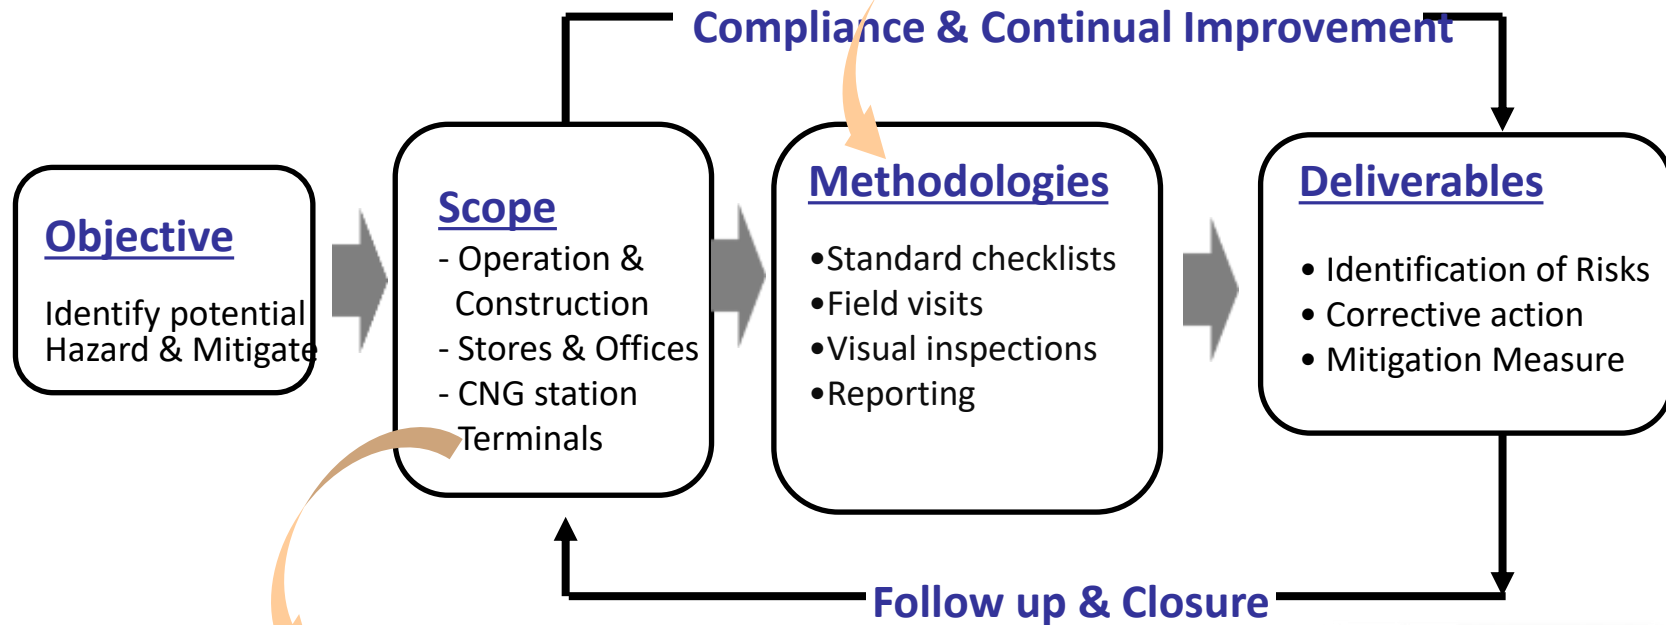 Compliance & Continual Improvement
Objective
Identify potential
Hazard & Mitigate
Scope
- Operation &
Construction
- Stores & Offices
- CNG station
Terminals
Methodologies
•Standard checklists
•Field visits
•Visual inspections
•Reporting
Deliverables
• Identification of Risks
• Corrective action
• Mitigation Measure
Follow up & Closure